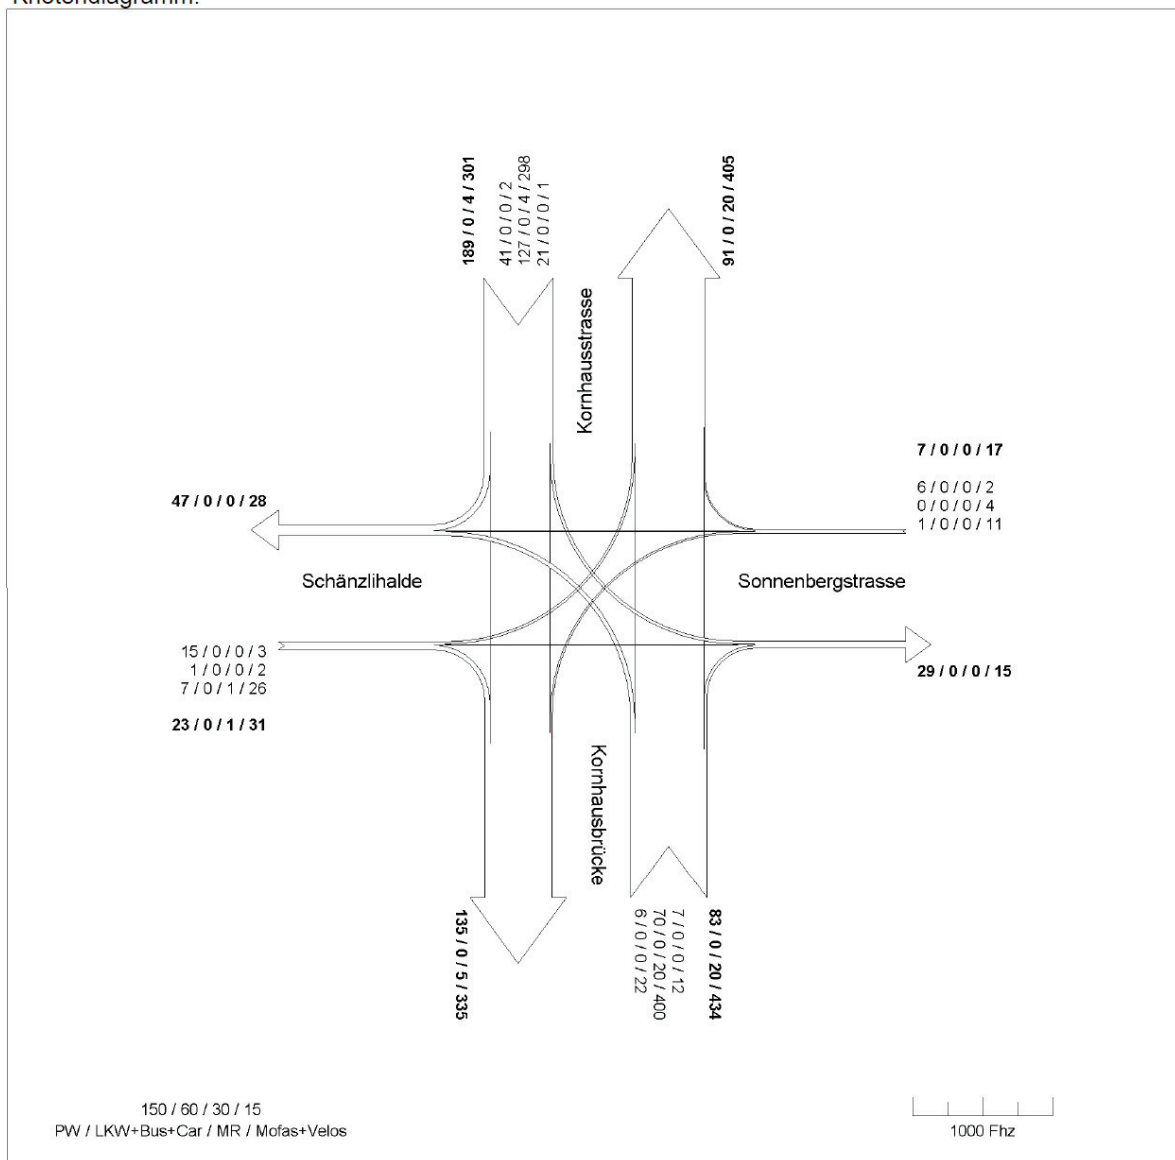 Knotendiagramm:
189 / 0 / 4 / 301
41 / 0 / 0 / 2
127 / 0 / 4 / 298
21 / 0 / 0 / 1
Kornhausstrasse
91 / 0 / 20 / 405
7 / 0 / 0 / 17
6 / 0 / 0 / 2
0 / 0 / 0 / 4
1 / 0 / 0 / 11
47 / 0 / 0 / 28
Schänzlihalde
Sonnenbergstrasse
15 / 0 / 0 / 3
1 / 0 / 0 / 2
7 / 0 / 1 / 26
23 / 0 / 1 / 31
29 / 0 / 0 / 15
Kornhausbrücke
135 / 0 / 5 / 335
6 / 0 / 0 / 22
70 / 0 / 20 / 400
7 / 0 / 0 / 12
83 / 0 / 20 / 434
150 / 60 / 30 / 15
PW / LKW+Bus+Car / MR / Mofas+Velos
1000 Fhz